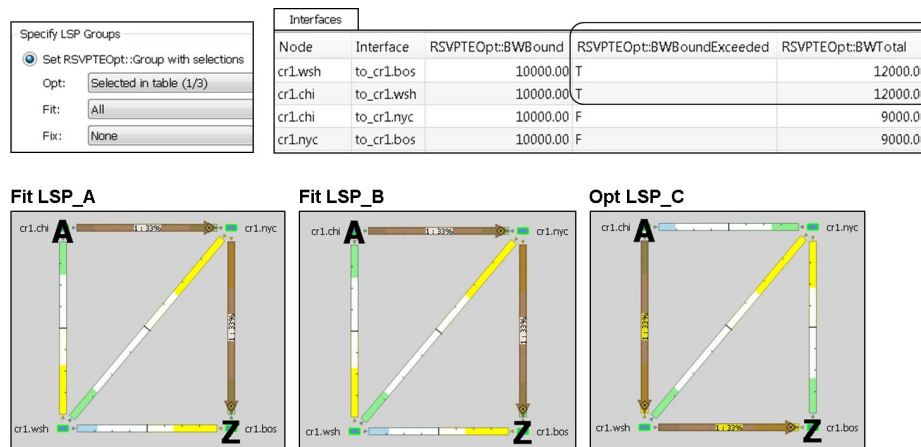 Specify LSP Groups
Set RSVPTEOpt::Group with selections
Opt: Selected in table (1/3)
Fit: All
Fix: None
Interfaces
Node Interface RSVPTEOpt::BWBound RSVPTEOpt::BWBoundExceeded RSVPTEOpt::BWTotal
cr1.wsh to_cr1.bos 10000.00 T 12000.0
cr1.chi to_cr1.wsh 10000.00 T 12000.0
cr1.chi to_cr1.nyc 10000.00 F 9000.0
cr1.nyc to_cr1.bos 10000.00 F 9000.0
Fit LSP_A
cr1.chi A 1 : 33% cr1.nyc
1 : 33%
cr1.wsh Z cr1.bos
Fit LSP_B
cr1.chi A 1 : 33% cr1.nyc
1 : 33%
cr1.wsh Z cr1.bos
Opt LSP_C
cr1.chi A cr1.nyc
1 : 33%
cr1.wsh 1 : 33% Z cr1.bos